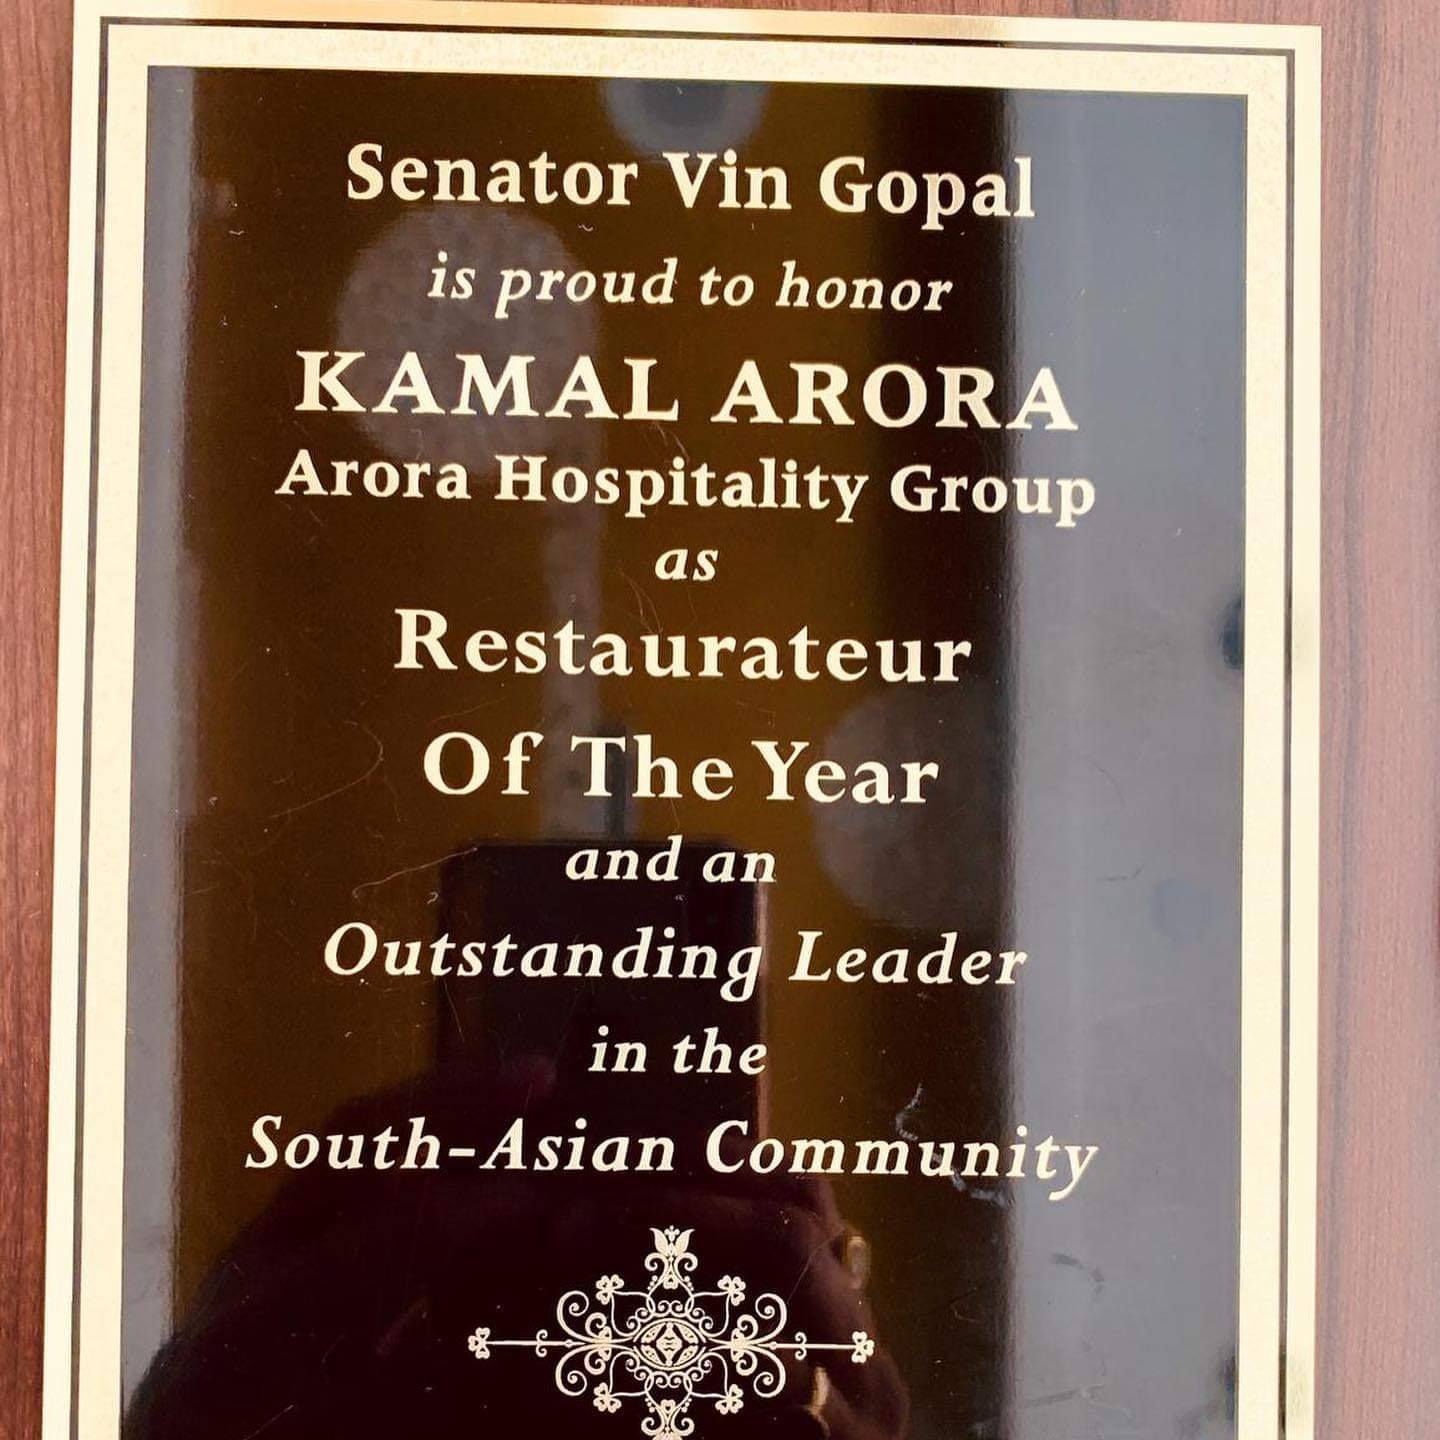 Senator Vin Gopal
is proud to honor
KAMAL ARORA
Arora Hospitality Group
as
Restaurateur
Of The Year
and an
Outstanding Leader
in the
South-Asian Community